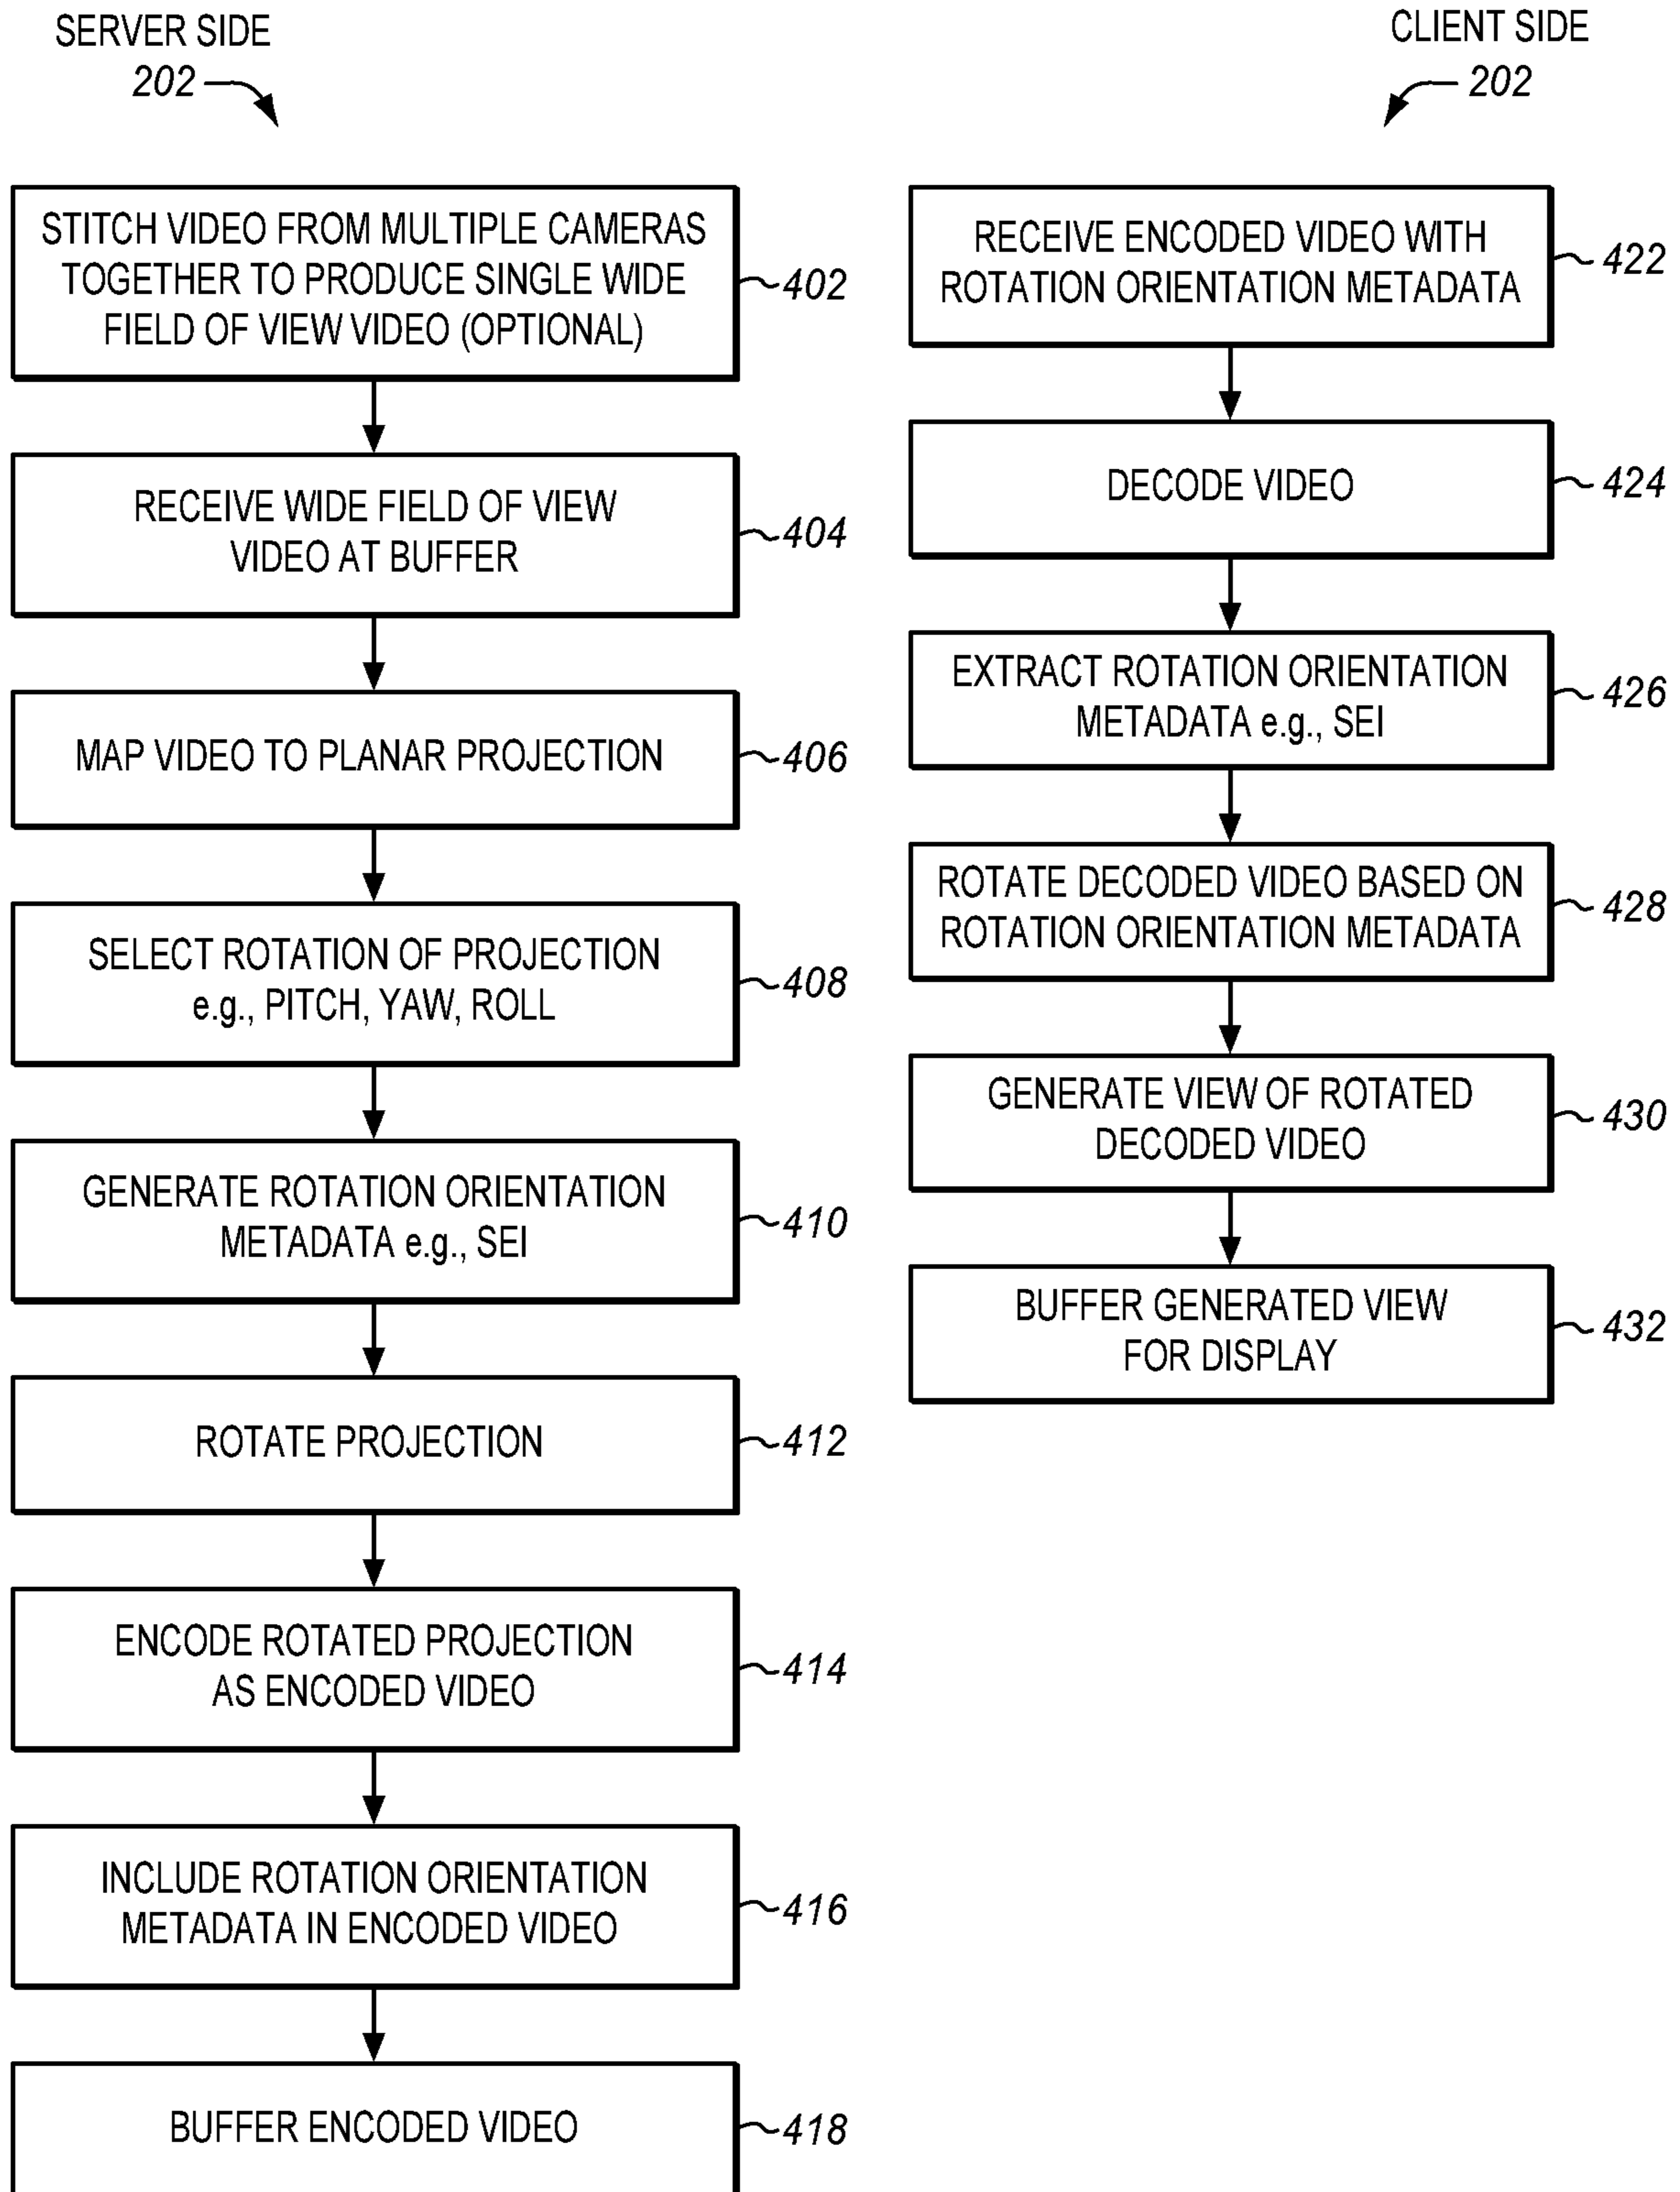 SERVER SIDE
202
STITCH VIDEO FROM MULTIPLE CAMERAS
TOGETHER TO PRODUCE SINGLE WIDE
FIELD OF VIEW VIDEO (OPTIONAL)
402
RECEIVE WIDE FIELD OF VIEW
VIDEO AT BUFFER
404
MAP VIDEO TO PLANAR PROJECTION
406
SELECT ROTATION OF PROJECTION
e.g., PITCH, YAW, ROLL
408
GENERATE ROTATION ORIENTATION
METADATA e.g., SEI
410
ROTATE PROJECTION
412
ENCODE ROTATED PROJECTION
AS ENCODED VIDEO
414
INCLUDE ROTATION ORIENTATION
METADATA IN ENCODED VIDEO
416
BUFFER ENCODED VIDEO
418
CLIENT SIDE
202
RECEIVE ENCODED VIDEO WITH
ROTATION ORIENTATION METADATA
422
DECODE VIDEO
424
EXTRACT ROTATION ORIENTATION
METADATA e.g., SEI
426
ROTATE DECODED VIDEO BASED ON
ROTATION ORIENTATION METADATA
428
GENERATE VIEW OF ROTATED
DECODED VIDEO
430
BUFFER GENERATED VIEW
FOR DISPLAY
432